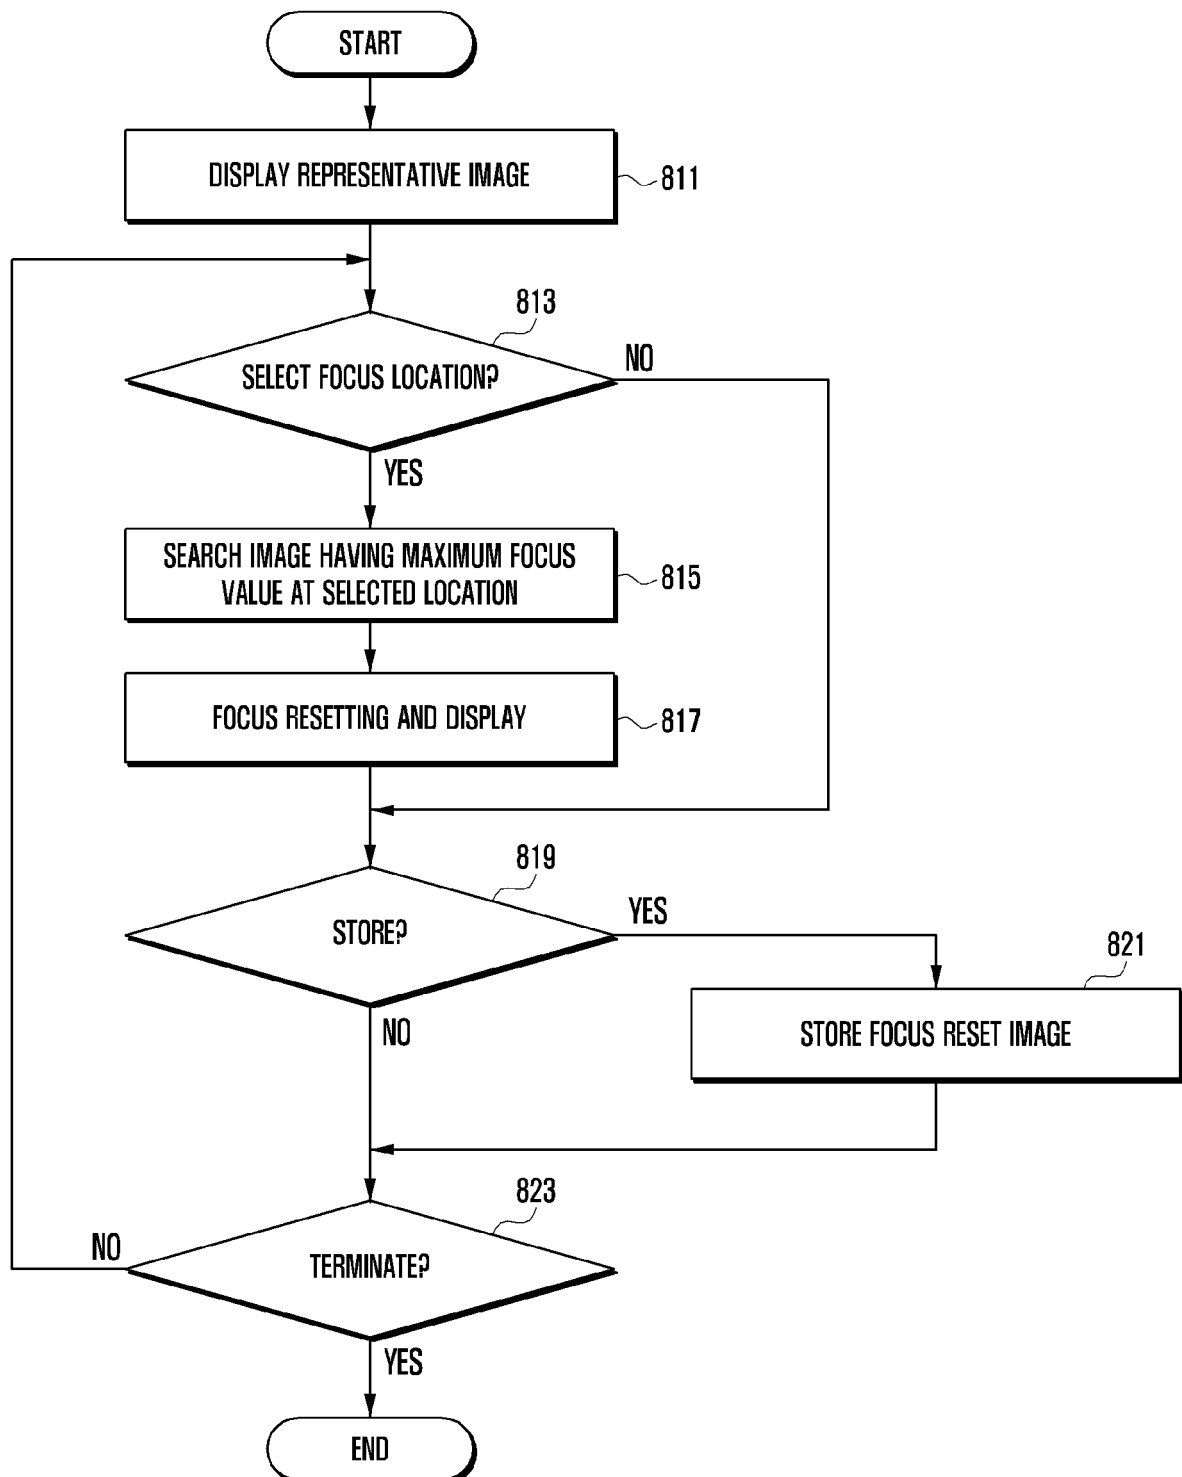 START
DISPLAY REPRESENTATIVE IMAGE
811
813
SELECT FOCUS LOCATION?
NO
YES
SEARCH IMAGE HAVING MAXIMUM FOCUS
VALUE AT SELECTED LOCATION
815
FOCUS RESETTING AND DISPLAY
817
819
STORE?
YES
821
STORE FOCUS RESET IMAGE
NO
823
TERMINATE?
NO
YES
END